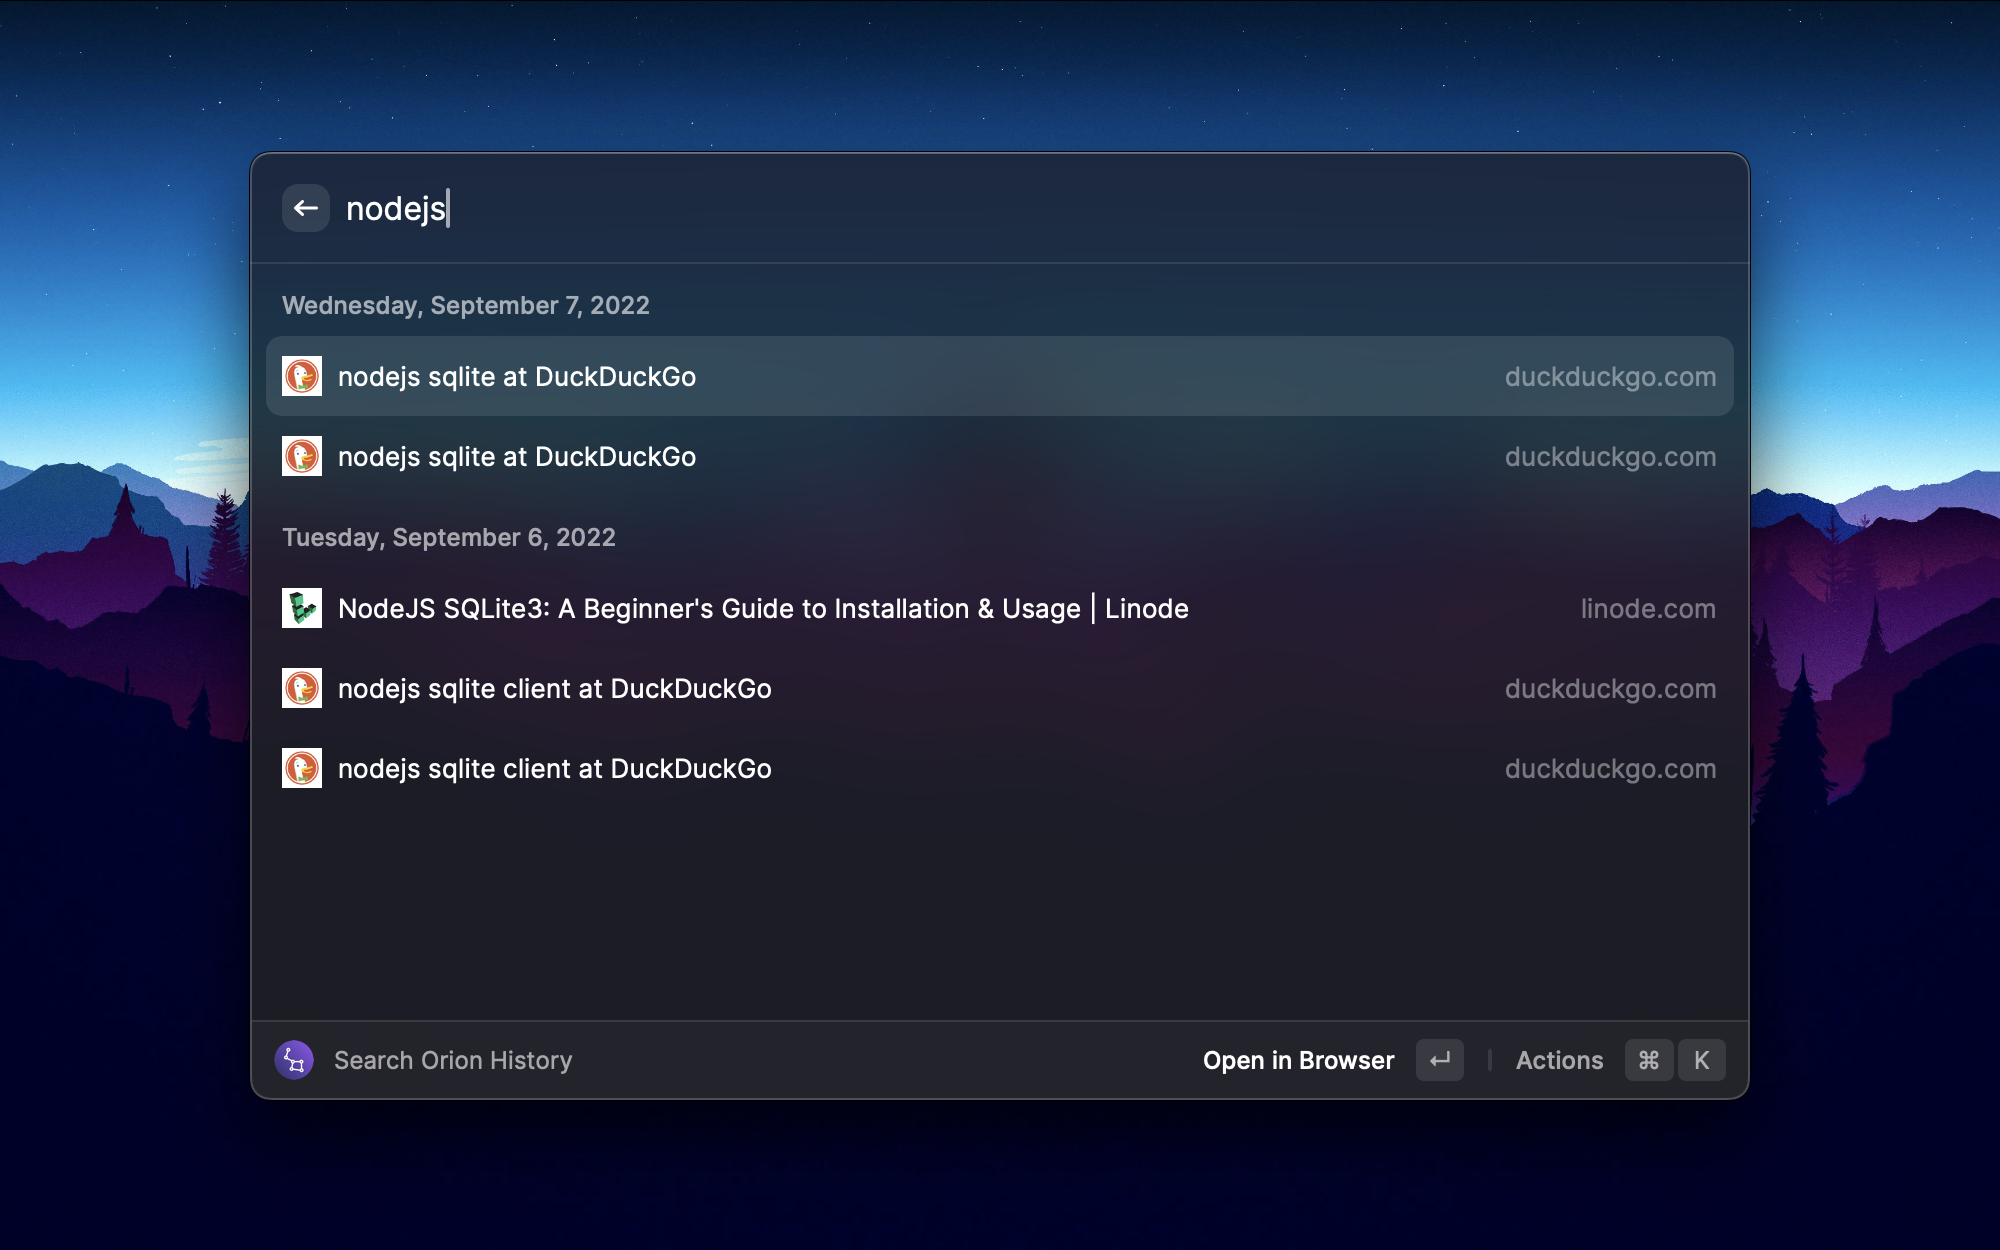 nodejs
Wednesday, September 7, 2022
nodejs sqlite at DuckDuckGo duckduckgo.com
nodejs sqlite at DuckDuckGo duckduckgo.com
Tuesday, September 6, 2022
NodeJS SQLite3: A Beginner's Guide to Installation & Usage | Linode linode.com
nodejs sqlite client at DuckDuckGo duckduckgo.com
nodejs sqlite client at DuckDuckGo duckduckgo.com
Search Orion History Open in Browser ↵ Actions ⌘ K